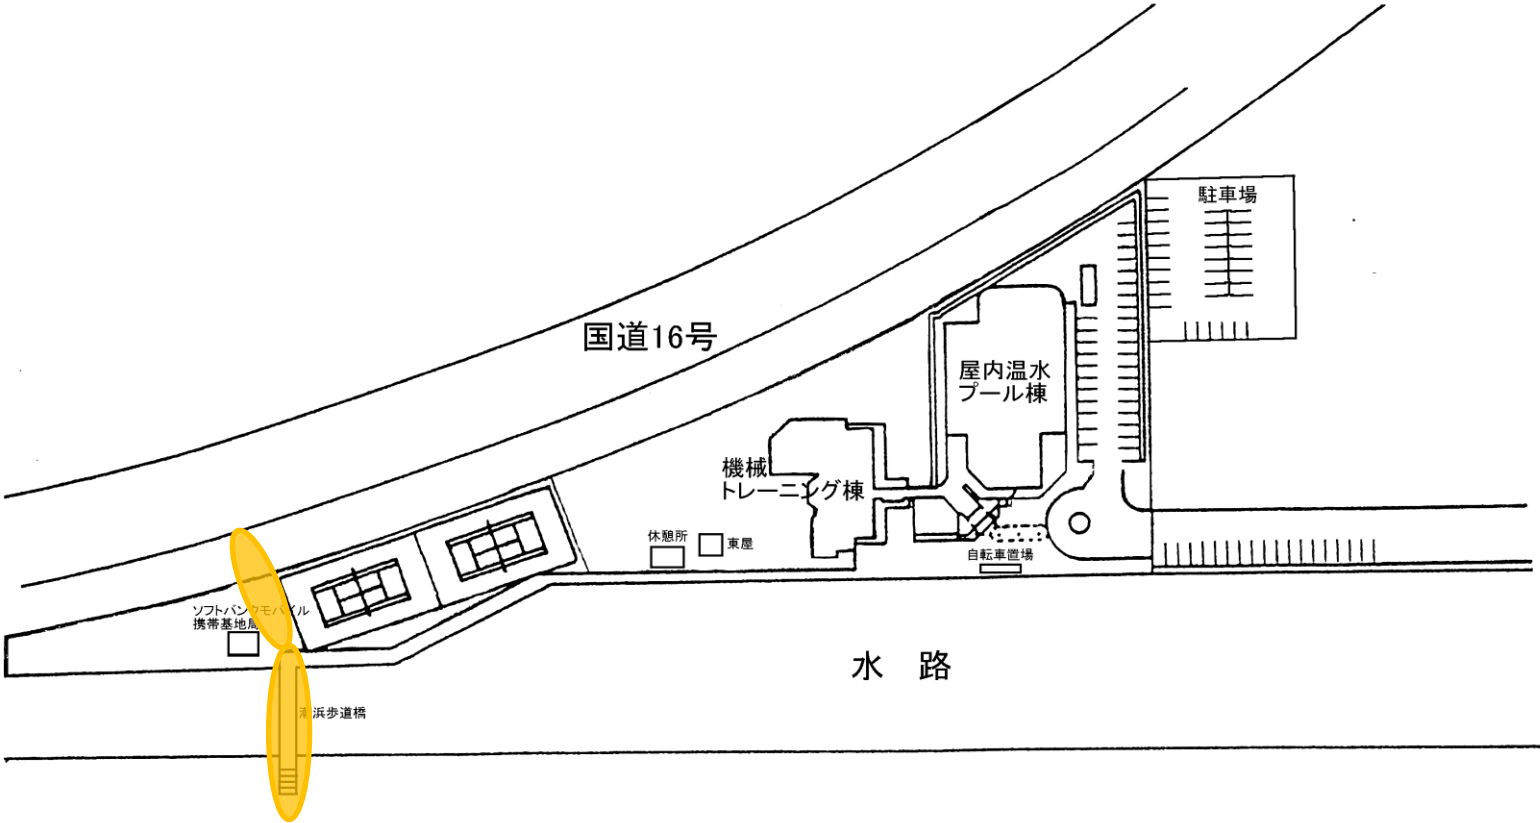 駐車場
国道16号
屋内温水
プール棟
機械
トレーニング棟
休憩所
東屋
自転車置場
ソフトバンクモバイル
携帯基地局
水 路
浜歩道橋